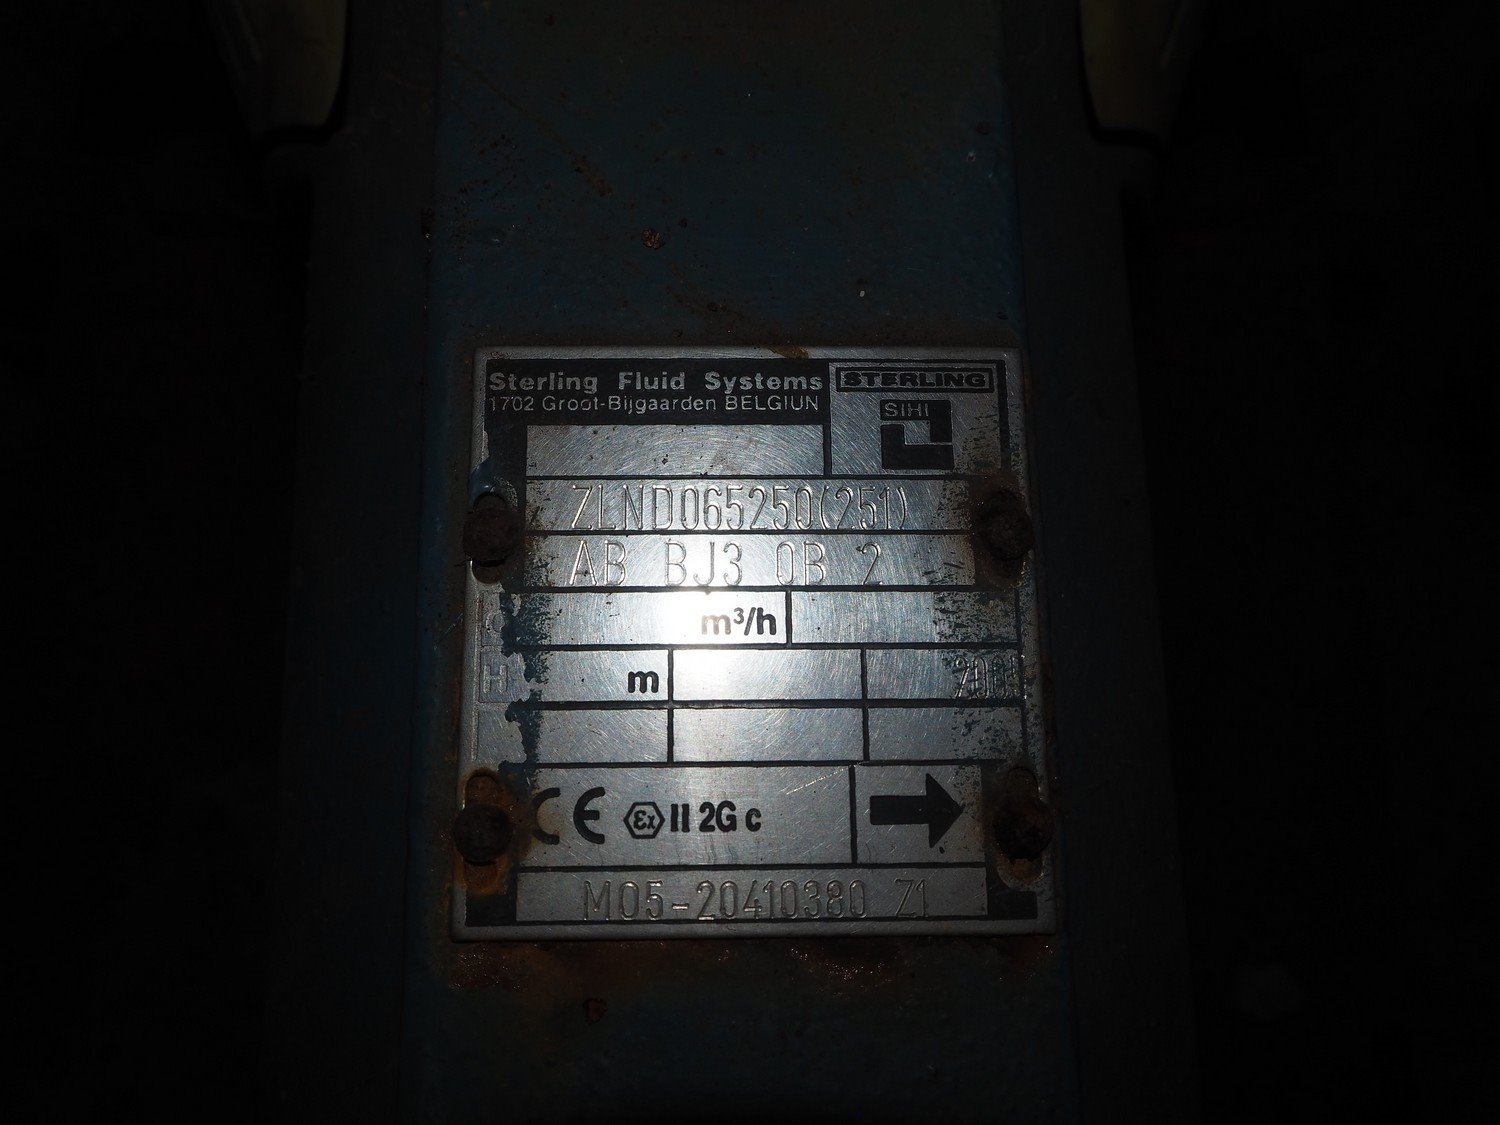 Sterling Fluid Systems
1702 Groot-Bijgaarden BELGIUN
STERLING
SIHI
ZLND065250(251)
AB BJ3 0B 2
m³/h
H m
CE Ex II 2G c
M05-20410380 Z1